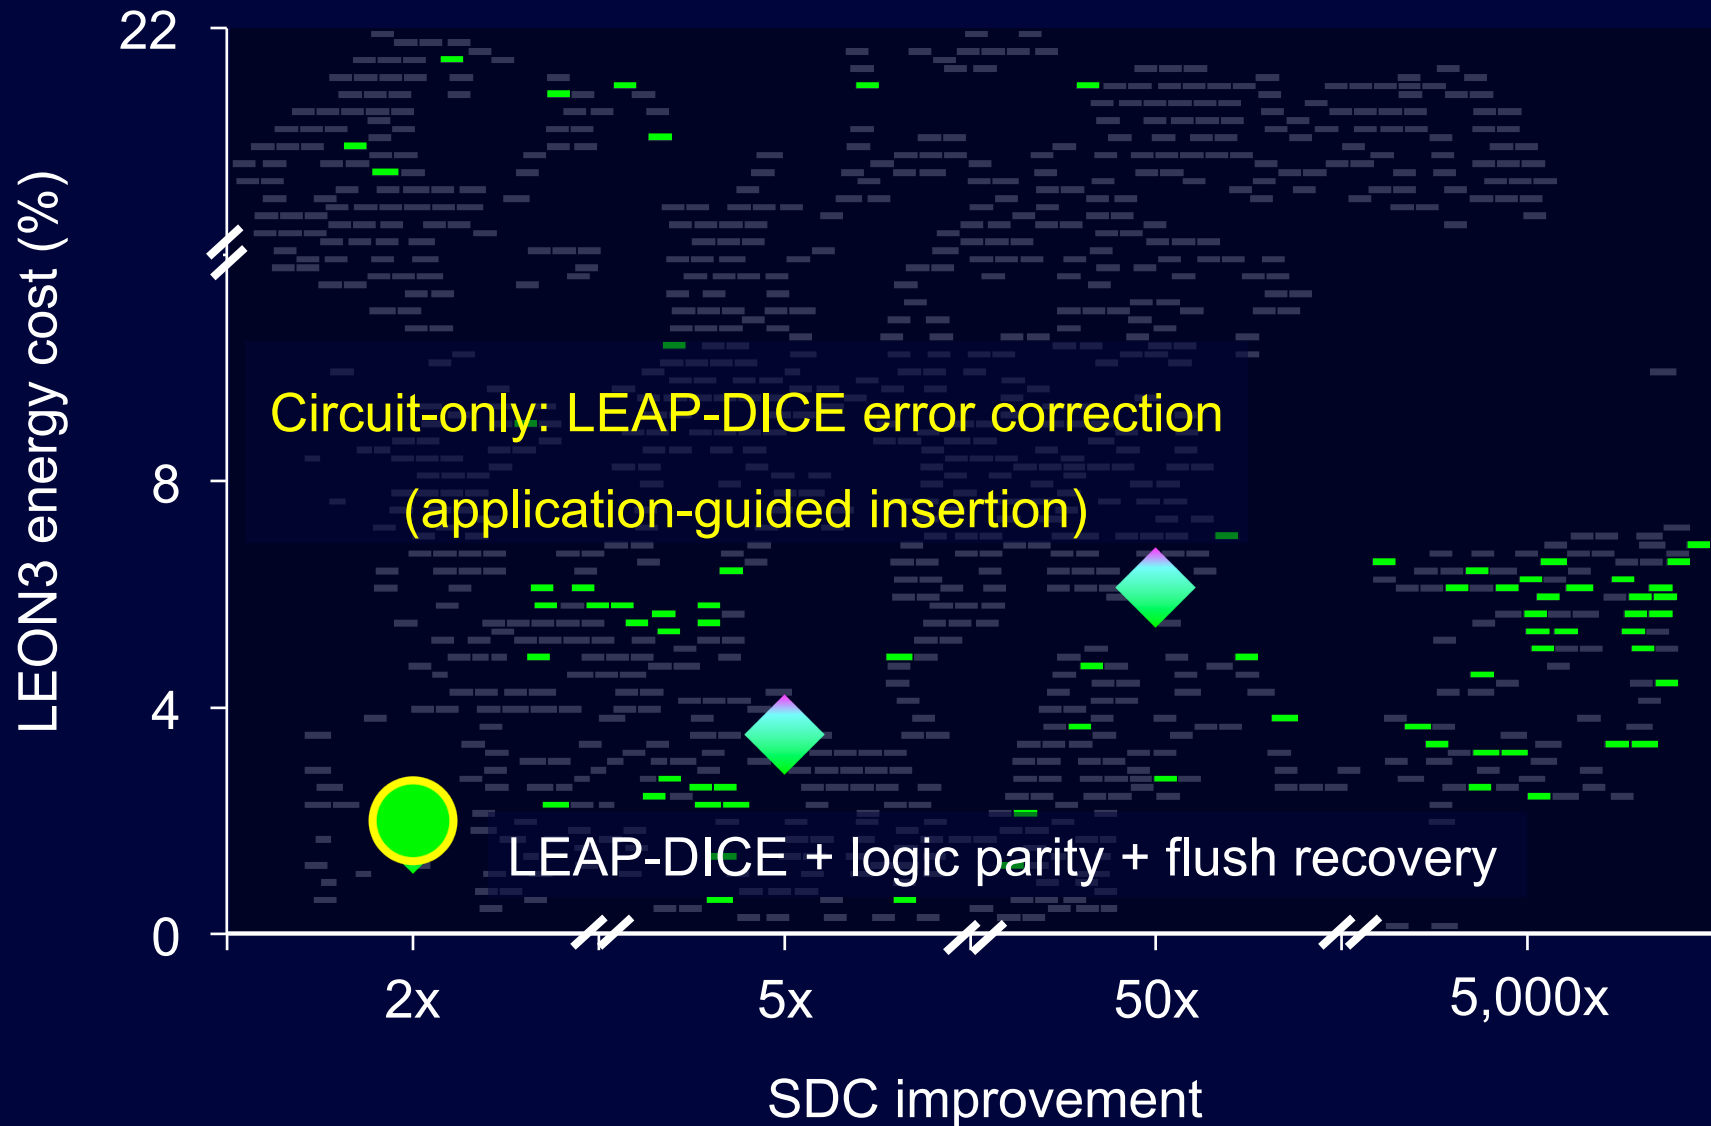 22
8
4
0
LEON3 energy cost (%)
Circuit-only: LEAP-DICE error correction
(application-guided insertion)
LEAP-DICE + logic parity + flush recovery
2x
5x
50x
5,000x
SDC improvement